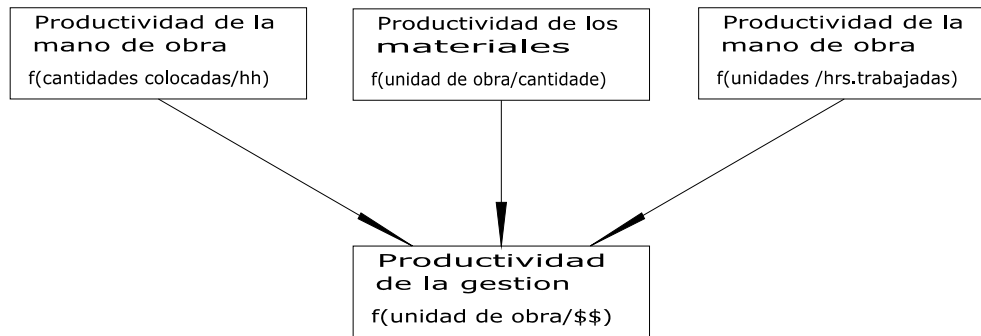 Productividad de la
mano de obra
f(cantidades colocadas/hh)
Productividad de los
materiales
f(unidad de obra/cantidade)
Productividad de la
mano de obra
f(unidades /hrs.trabajadas)
Productividad
de la gestion
f(unidad de obra/$$)